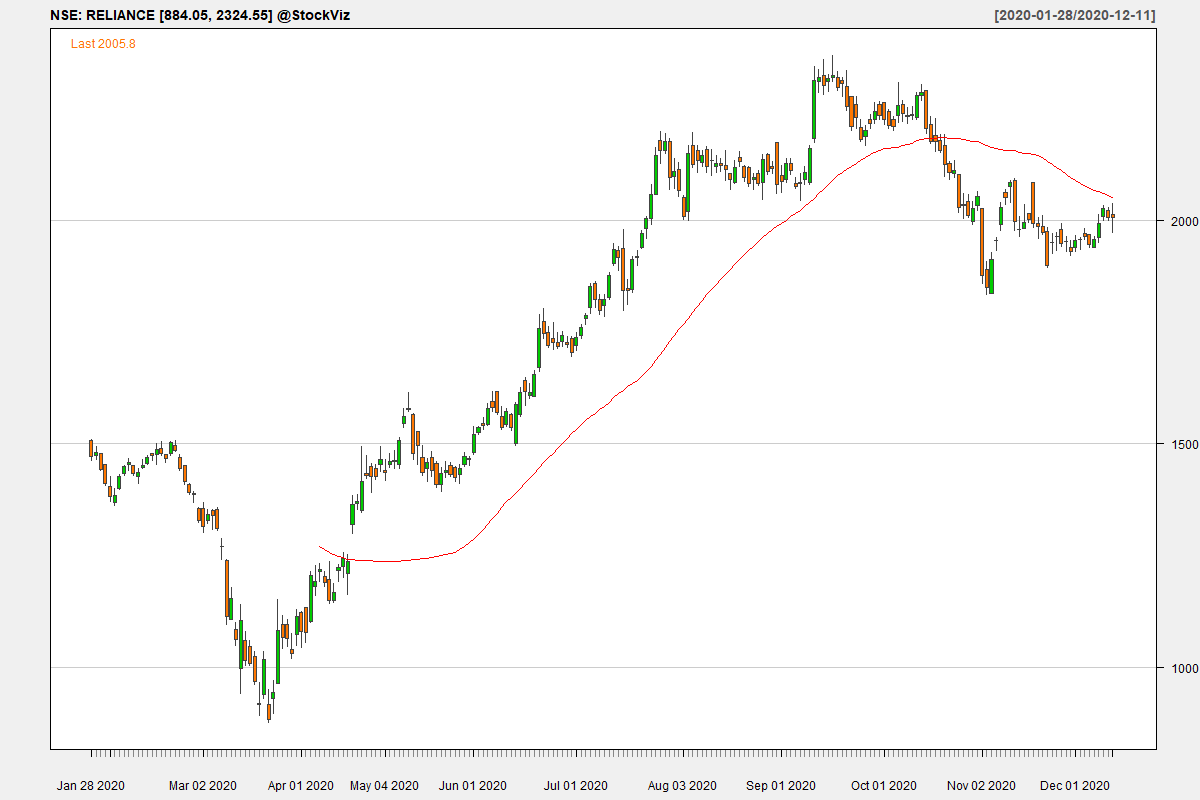 NSE: RELIANCE [884.05, 2324.55] @StockViz
[2020-01-28/2020-12-11]
Last 2005.8
2000
1500
1000
Jan 28 2020
Mar 02 2020
Apr 01 2020
May 04 2020
Jun 01 2020
Jul 01 2020
Aug 03 2020
Sep 01 2020
Oct 01 2020
Nov 02 2020
Dec 01 2020